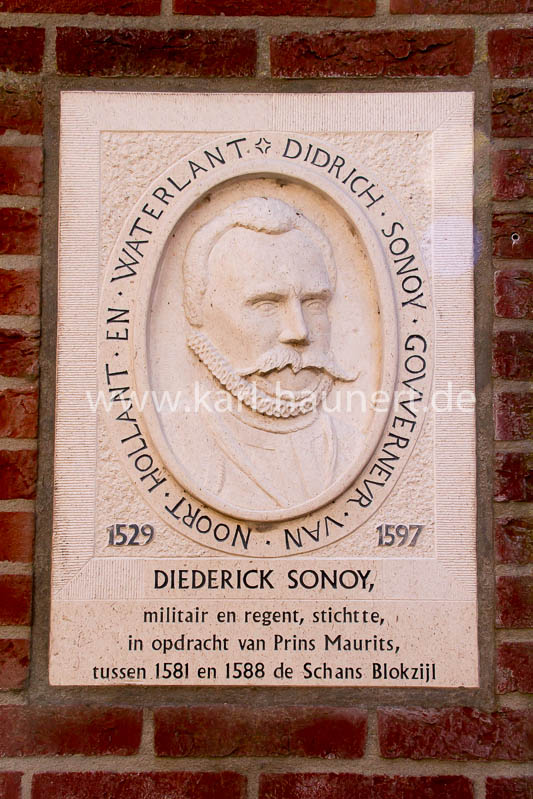 DIDRICH · SONOY · GOVVERNEVR · VAN · NOORT · HOLLANT · EN · WATERLANT
www.karl-haunert.de
1529 1597
DIEDERICK SONOY,
militair en regent, stichtte,
in opdracht van Prins Maurits,
tussen 1581 en 1588 de Schans Blokzijl